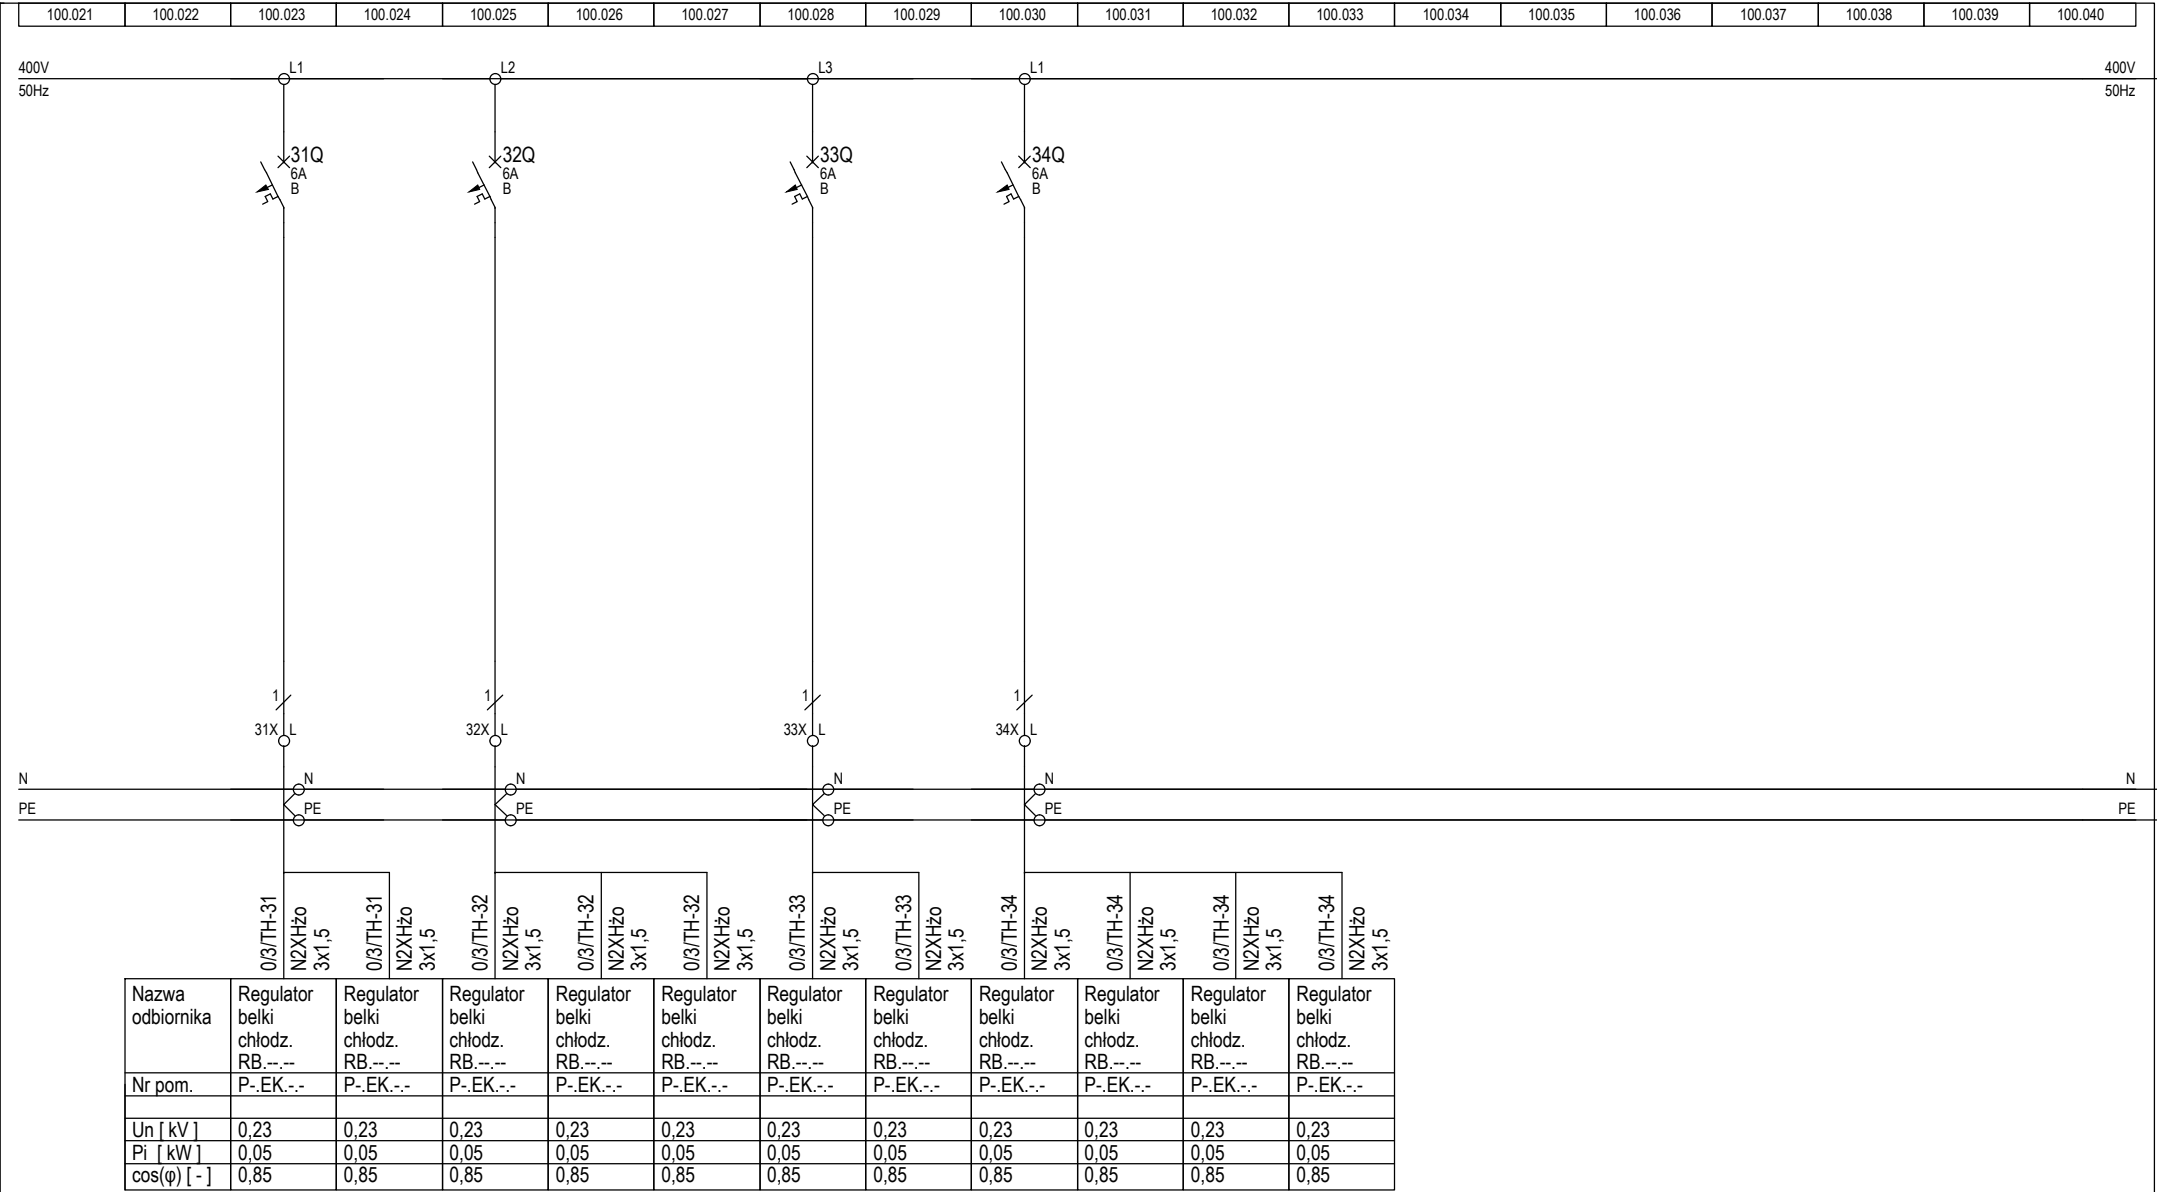 100.021 100.022 100.023 100.024 100.025 100.026 100.027 100.028 100.029 100.030 100.031 100.032 100.033 100.034 100.035 100.036 100.037 100.038 100.039 100.040
400V L1 L2 L3 L1 400V
50Hz 50Hz
31Q 32Q 33Q 34Q
6A 6A 6A 6A
B B B B
1 1 1 1
31X L 32X L 33X L 34X L
N N N N N N
PE PE PE PE PE PE
0/3/TH-31
N2XHżo
3x1,5
0/3/TH-31
N2XHżo
3x1,5
0/3/TH-32
N2XHżo
3x1,5
0/3/TH-32
N2XHżo
3x1,5
0/3/TH-32
N2XHżo
3x1,5
0/3/TH-33
N2XHżo
3x1,5
0/3/TH-33
N2XHżo
3x1,5
0/3/TH-34
N2XHżo
3x1,5
0/3/TH-34
N2XHżo
3x1,5
0/3/TH-34
N2XHżo
3x1,5
0/3/TH-34
N2XHżo
3x1,5
Nazwa Regulator Regulator Regulator Regulator Regulator Regulator Regulator Regulator Regulator Regulator Regulator
odbiornika belki belki belki belki belki belki belki belki belki belki belki
chłodz. chłodz. chłodz. chłodz. chłodz. chłodz. chłodz. chłodz. chłodz. chłodz. chłodz.
RB.--.-- RB.--.-- RB.--.-- RB.--.-- RB.--.-- RB.--.-- RB.--.-- RB.--.-- RB.--.-- RB.--.-- RB.--.--
Nr pom. P-.EK.-.- P-.EK.-.- P-.EK.-.- P-.EK.-.- P-.EK.-.- P-.EK.-.- P-.EK.-.- P-.EK.-.- P-.EK.-.- P-.EK.-.- P-.EK.-.-
Un [ kV ] 0,23 0,23 0,23 0,23 0,23 0,23 0,23 0,23 0,23 0,23 0,23
Pi [ kW ] 0,05 0,05 0,05 0,05 0,05 0,05 0,05 0,05 0,05 0,05 0,05
cos(φ) [ - ] 0,85 0,85 0,85 0,85 0,85 0,85 0,85 0,85 0,85 0,85 0,85